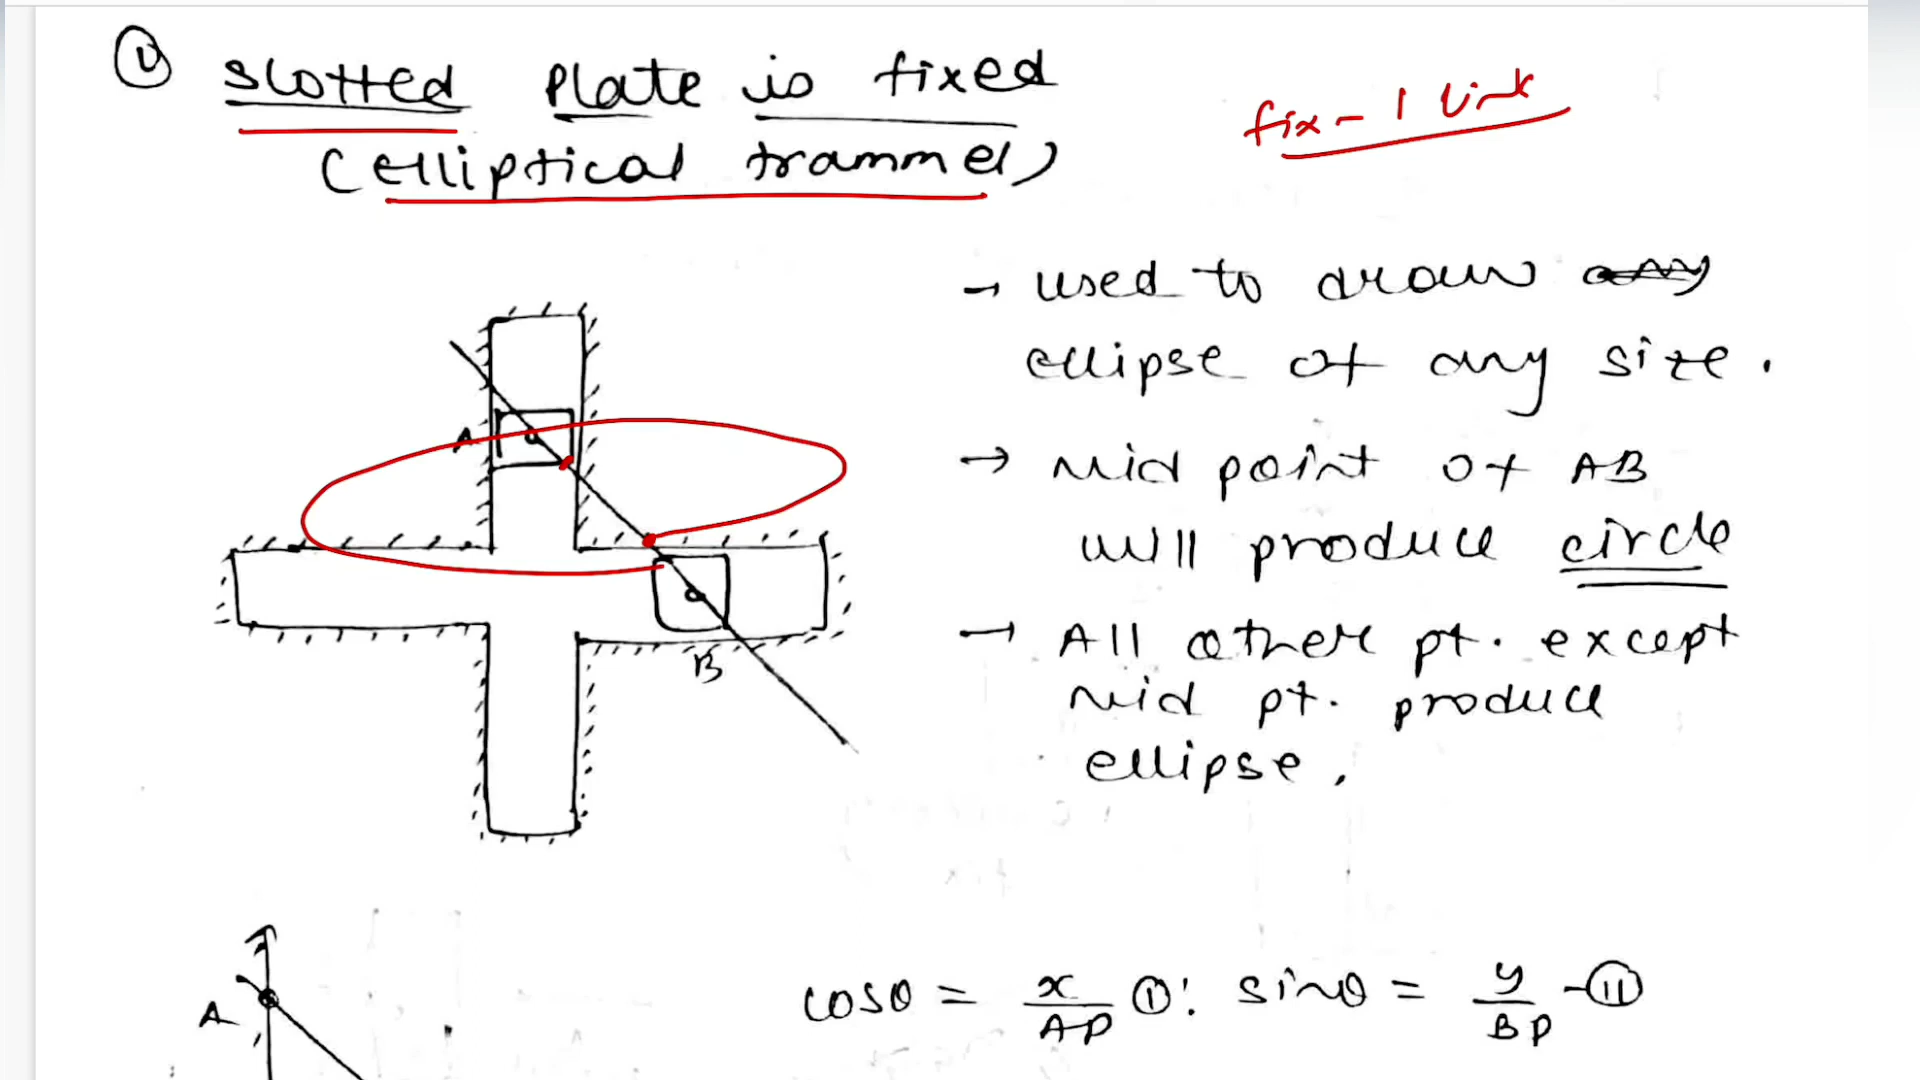 ① slotted plate is fixed
(elliptical trammel)
fix - 1 link
A
B
→ used to draw any
ellipse of any size.
→ Mid point of AB
will produce circle
→ All other pt. except
mid pt. produce
ellipse.
A
cosθ = x/AP ①: sinθ = y/BP -⑪